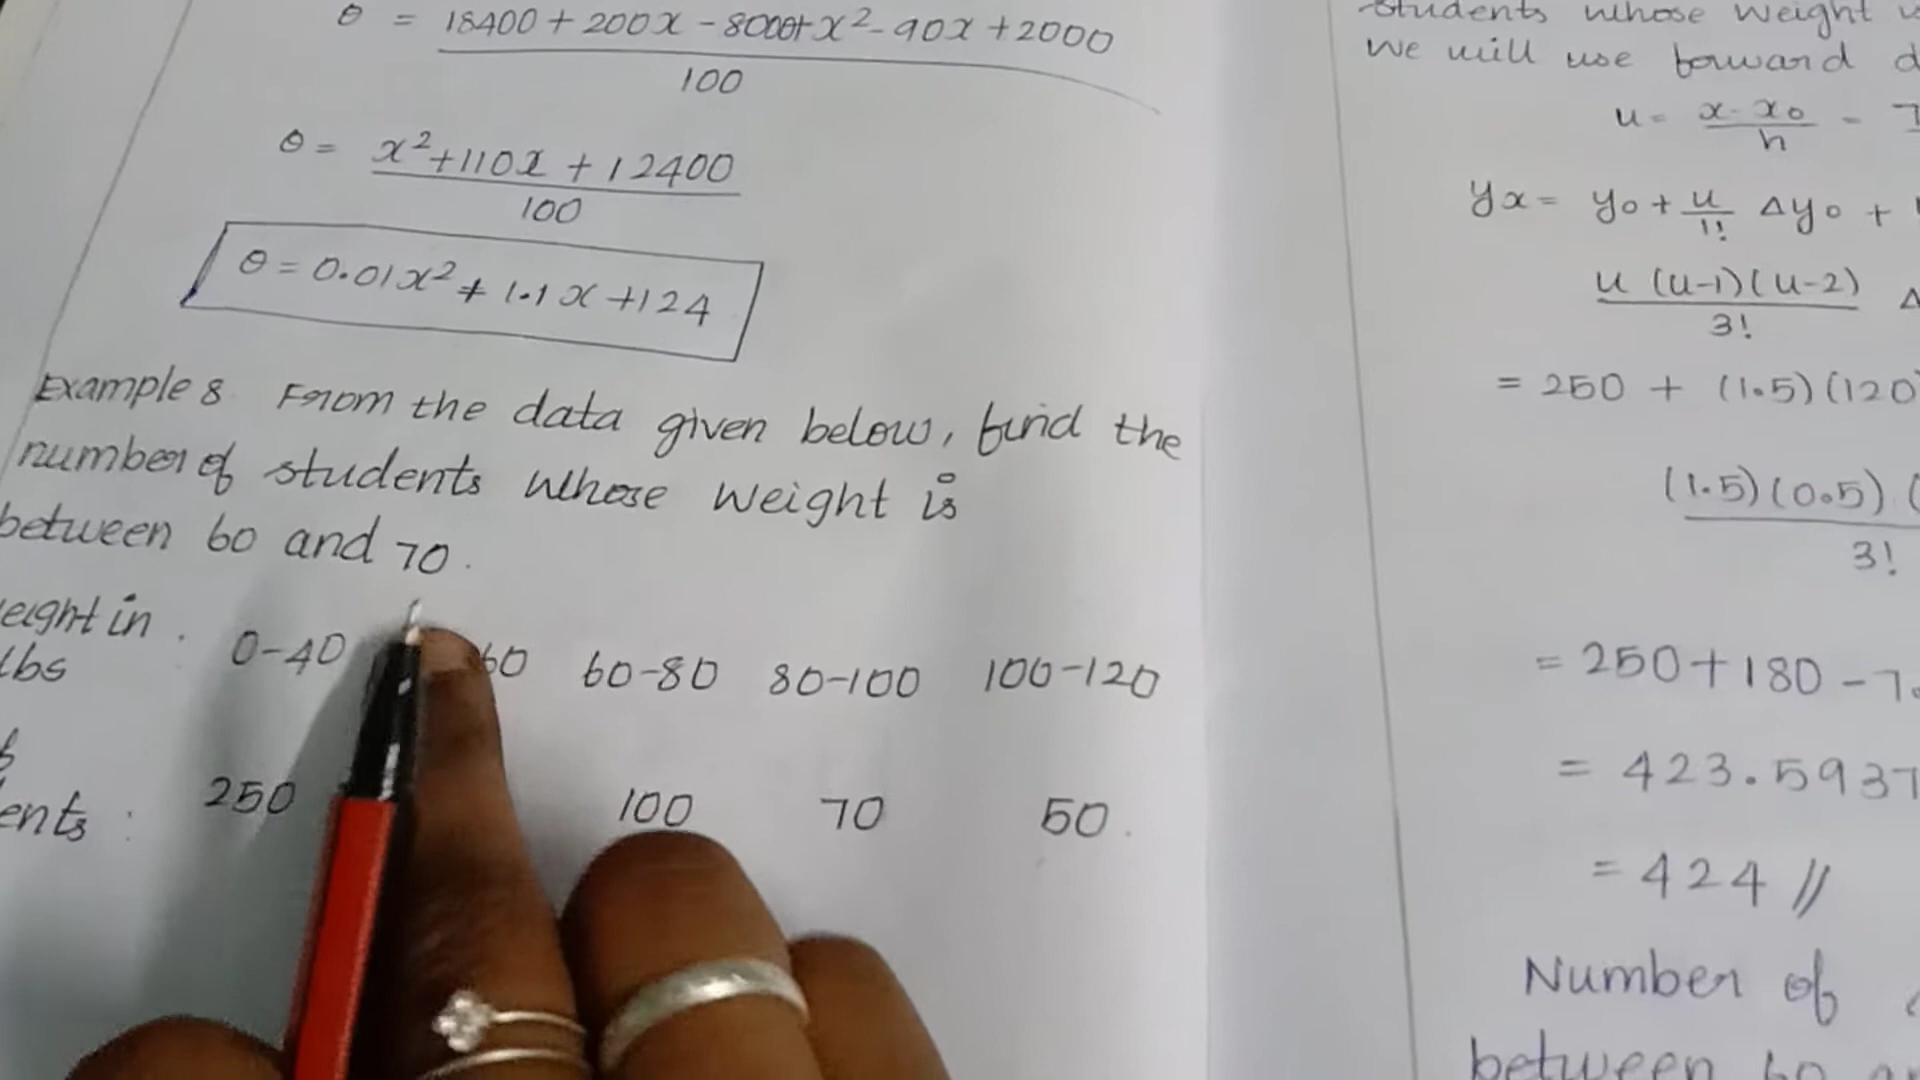 θ = 18400 + 200x - 8000 + x² - 90x + 2000
100
θ = x² + 110x + 12400
100
θ = 0.01x² + 1.1x + 124
Example 8. From the data given below, find the
number of students whose weight is
between 60 and 70.
0-40 60 60-80 80-100 100-120
lbs
250 100 70 50.
students whose weight
we will use forward
u = x - x0
h
yx = y0 + u/1! Δy0 +
u (u-1) (u-2) Δ
3!
= 250 + (1.5) (120)
(1.5) (0.5) (
3!
= 250 + 180 - 7.
= 423.5937
= 424 //
Number of
between 60